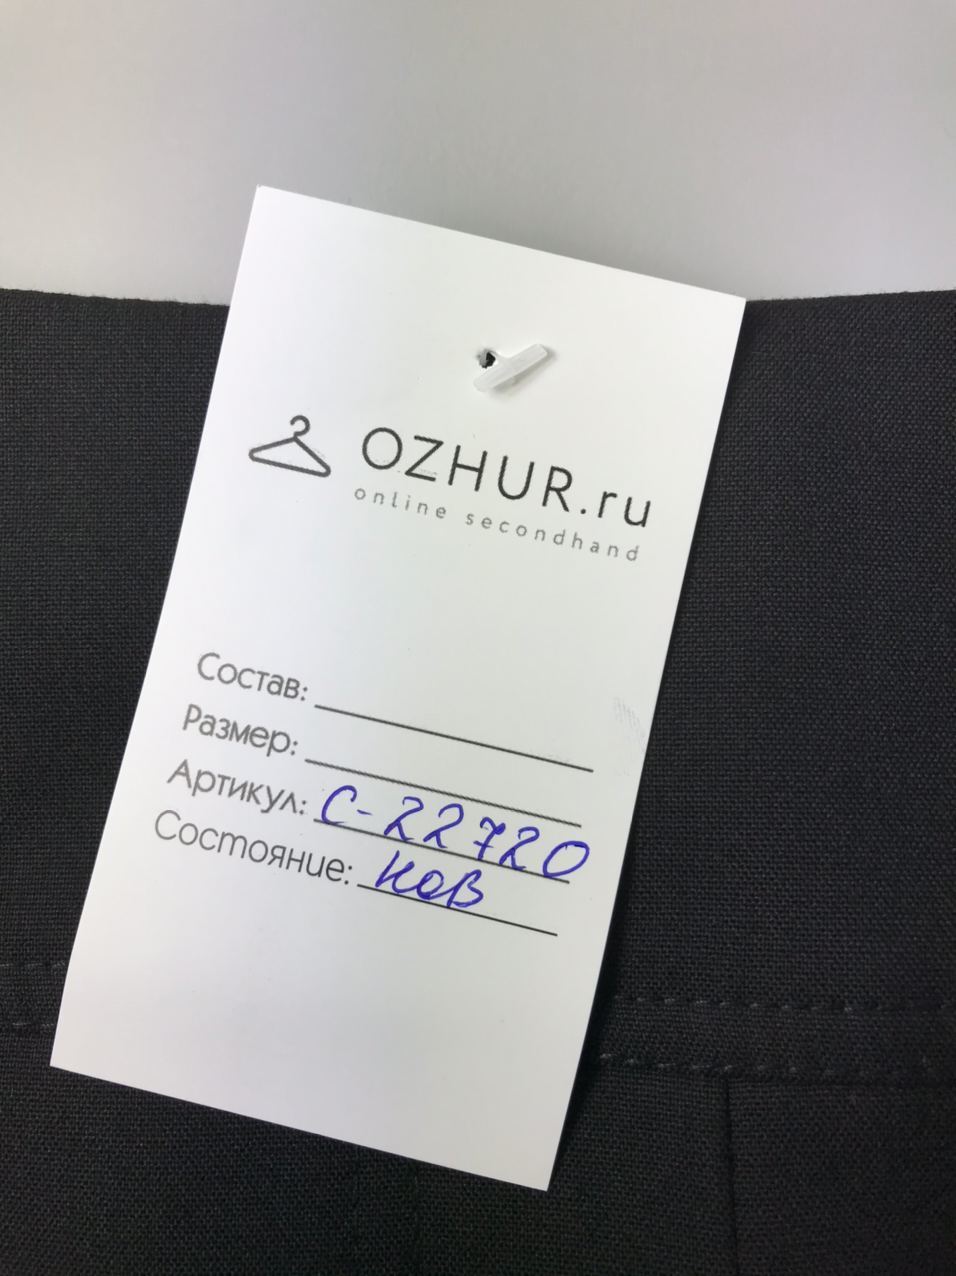 OZHUR.ru
online secondhand
Состав:
Размер:
Артикул: С-22720
Состояние: нов